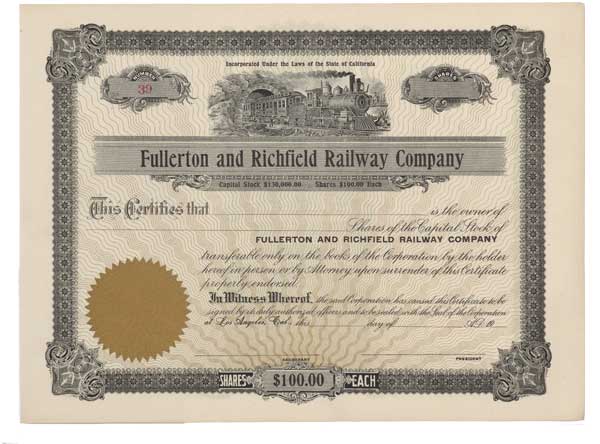 Incorporated Under the Laws of the State of California
NUMBER
SHARES
39
Fullerton and Richfield Railway Company
Capital Stock $150,000.00 Shares $100.00 Each
This Certifies that is the owner of
Shares of the Capital Stock of
FULLERTON AND RICHFIELD RAILWAY COMPANY
transferable only on the books of the Corporation by the holder
hereof in person or by Attorney upon surrender of this Certificate
properly endorsed.
In Witness Whereof, the said Corporation has caused this Certificate to be
signed by its duly authorized officers and to be sealed with the Seal of the Corporation
at Los Angeles, Cal., this day of A.D. 19
SECRETARY
PRESIDENT
SHARES $100.00 EACH